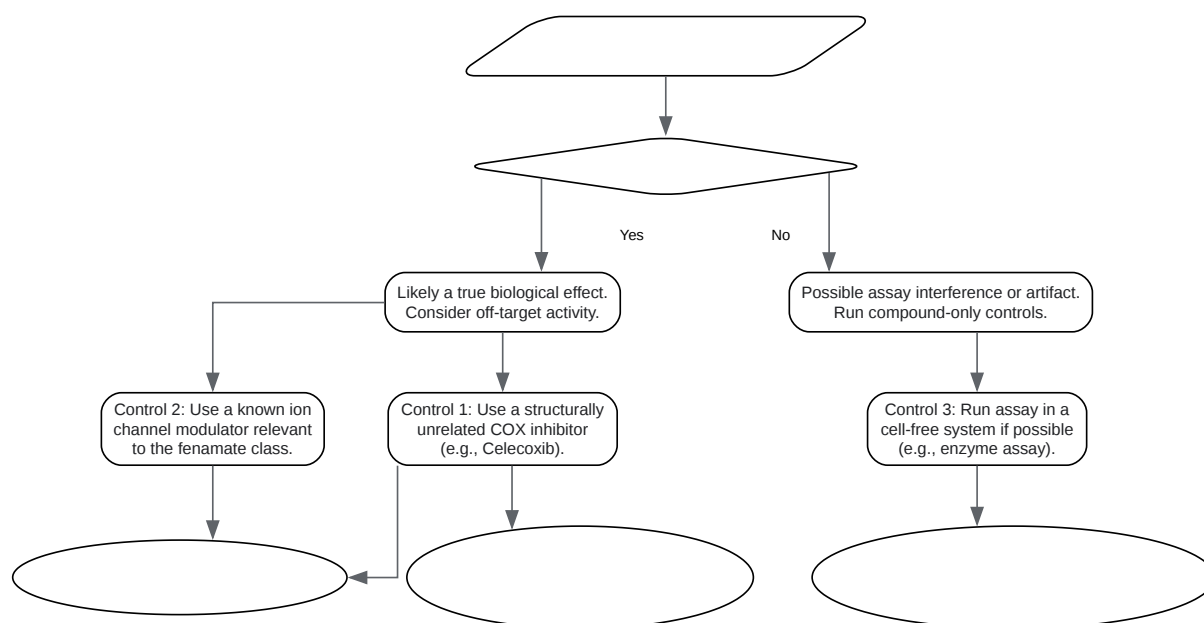 Yes
No
Likely a true biological effect.
Consider off-target activity.
Possible assay interference or artifact.
Run compound-only controls.
Control 2: Use a known ion
channel modulator relevant
to the fenamate class.
Control 1: Use a structurally
unrelated COX inhibitor
(e.g., Celecoxib).
Control 3: Run assay in a
cell-free system if possible
(e.g., enzyme assay).